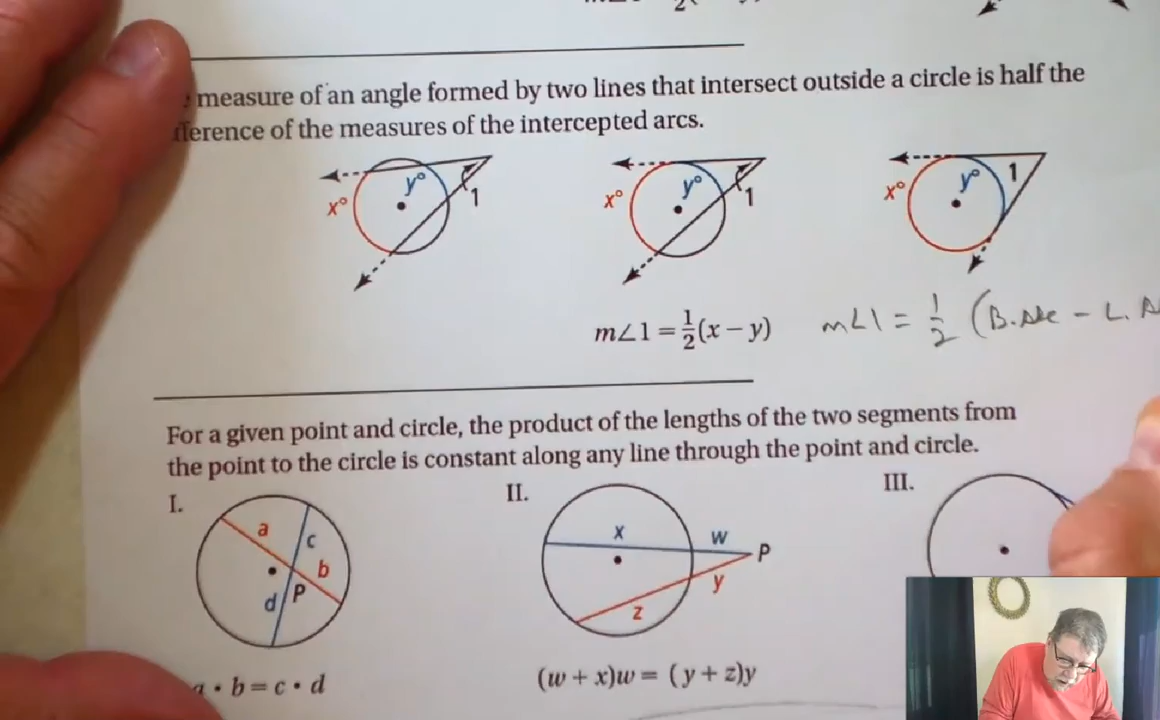 measure of an angle formed by two lines that intersect outside a circle is half the
of the measures of the intercepted arcs.
x° y° 1
x° y° 1
x° y° 1
m∠1 = 1/2(x − y)
m∠1 = 1/2 (B. Arc − L.
For a given point and circle, the product of the lengths of the two segments from
the point to the circle is constant along any line through the point and circle.
I.
a
c
b
d
P
II.
x
w
P
y
z
III.
a • b = c • d
(w + x)w = (y + z)y